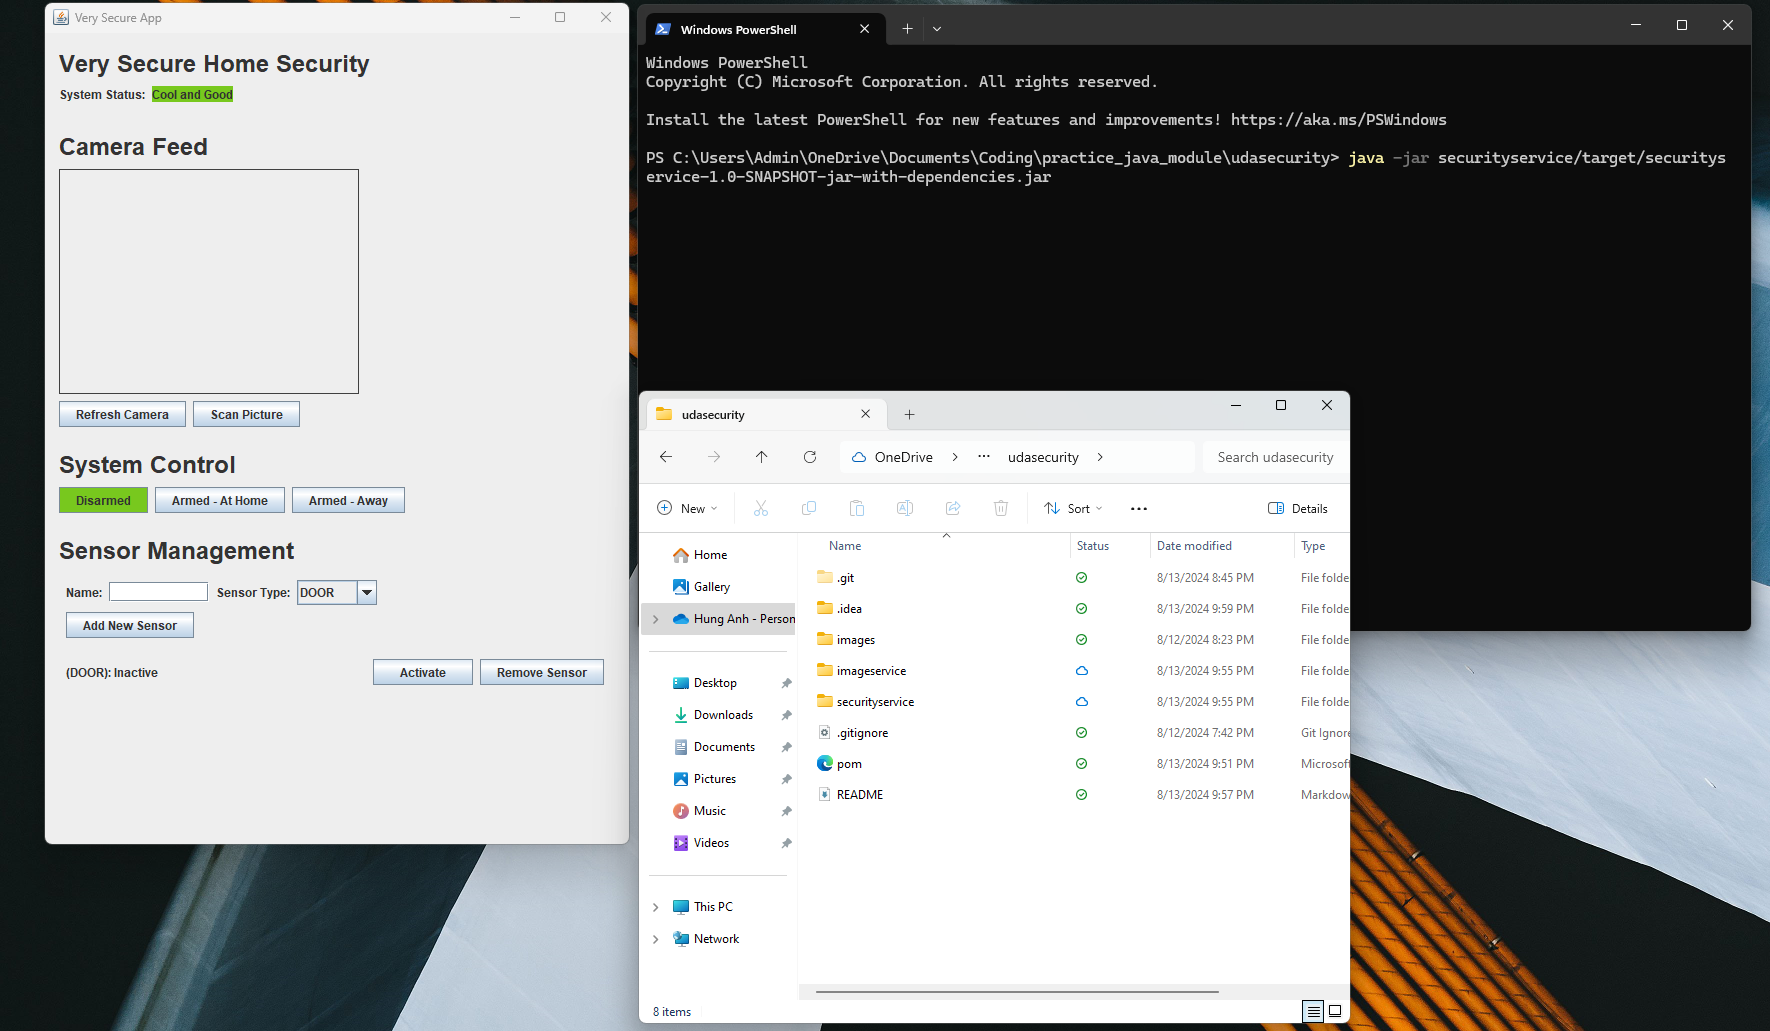 Very Secure App
Very Secure Home Security
System Status: Cool and Good
Camera Feed
Refresh Camera
Scan Picture
System Control
Disarmed
Armed - At Home
Armed - Away
Sensor Management
Name:
Sensor Type:
DOOR
Add New Sensor
(DOOR): Inactive
Activate
Remove Sensor
Windows PowerShell
Windows PowerShell
Copyright (C) Microsoft Corporation. All rights reserved.
Install the latest PowerShell for new features and improvements! https://aka.ms/PSWindows
PS C:\Users\Admin\OneDrive\Documents\Coding\practice_java_module\udasecurity> java -jar securityservice/target/securitys
ervice-1.0-SNAPSHOT-jar-with-dependencies.jar
udasecurity
OneDrive > ··· udasecurity >
Search udasecurity
New
Sort
Details
Home
Gallery
Hung Anh - Person
Desktop
Downloads
Documents
Pictures
Music
Videos
This PC
Network
Name Status Date modified Type
.git 8/13/2024 8:45 PM File folde
.idea 8/13/2024 9:59 PM File folde
images 8/12/2024 8:23 PM File folde
imageservice 8/13/2024 9:55 PM File folde
securityservice 8/13/2024 9:55 PM File folde
.gitignore 8/12/2024 7:42 PM Git Ignore
pom 8/13/2024 9:51 PM Microsoft
README 8/13/2024 9:57 PM Markdow
8 items